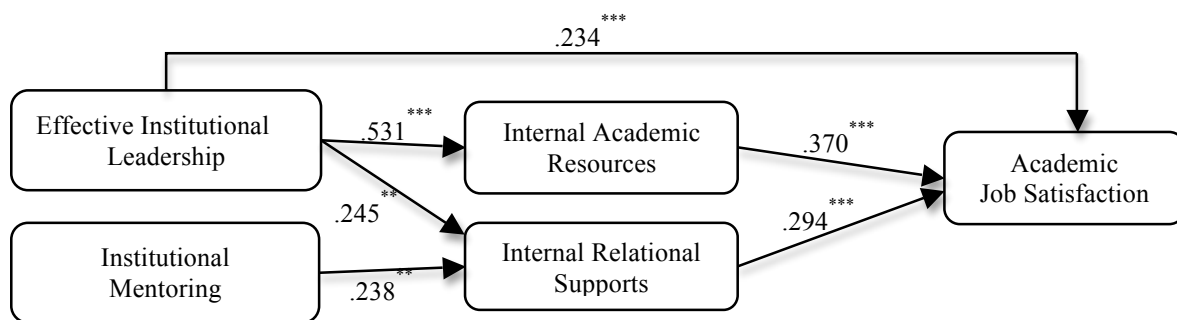 .234***
Effective Institutional
Leadership
.531***
Internal Academic
Resources
.370***
Academic
Job Satisfaction
.245**
.294***
Institutional
Mentoring
.238**
Internal Relational
Supports